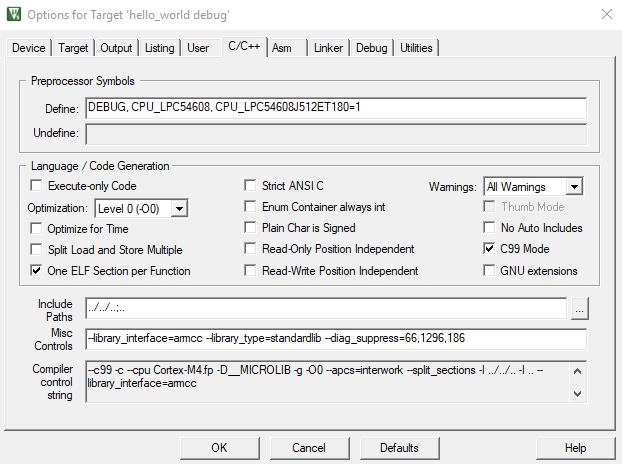 Options for Target 'hello_world debug'
Device Target Output Listing User C/C++ Asm Linker Debug Utilities
Preprocessor Symbols
Define: DEBUG, CPU_LPC54608, CPU_LPC54608J512ET180=1
Undefine:
Language / Code Generation
Execute-only Code Strict ANSI C Warnings: All Warnings
Optimization: Level 0 (-O0) Enum Container always int Thumb Mode
Optimize for Time Plain Char is Signed No Auto Includes
Split Load and Store Multiple Read-Only Position Independent C99 Mode
One ELF Section per Function Read-Write Position Independent GNU extensions
Include Paths ../../..;.. ...
Misc Controls --library_interface=armcc --library_type=standardlib --diag_suppress=66,1296,186
Compiler control string --c99 -c --cpu Cortex-M4.fp -D__MICROLIB -g -O0 --apcs=interwork --split_sections -I ../../.. -I .. --
library_interface=armcc
OK Cancel Defaults Help